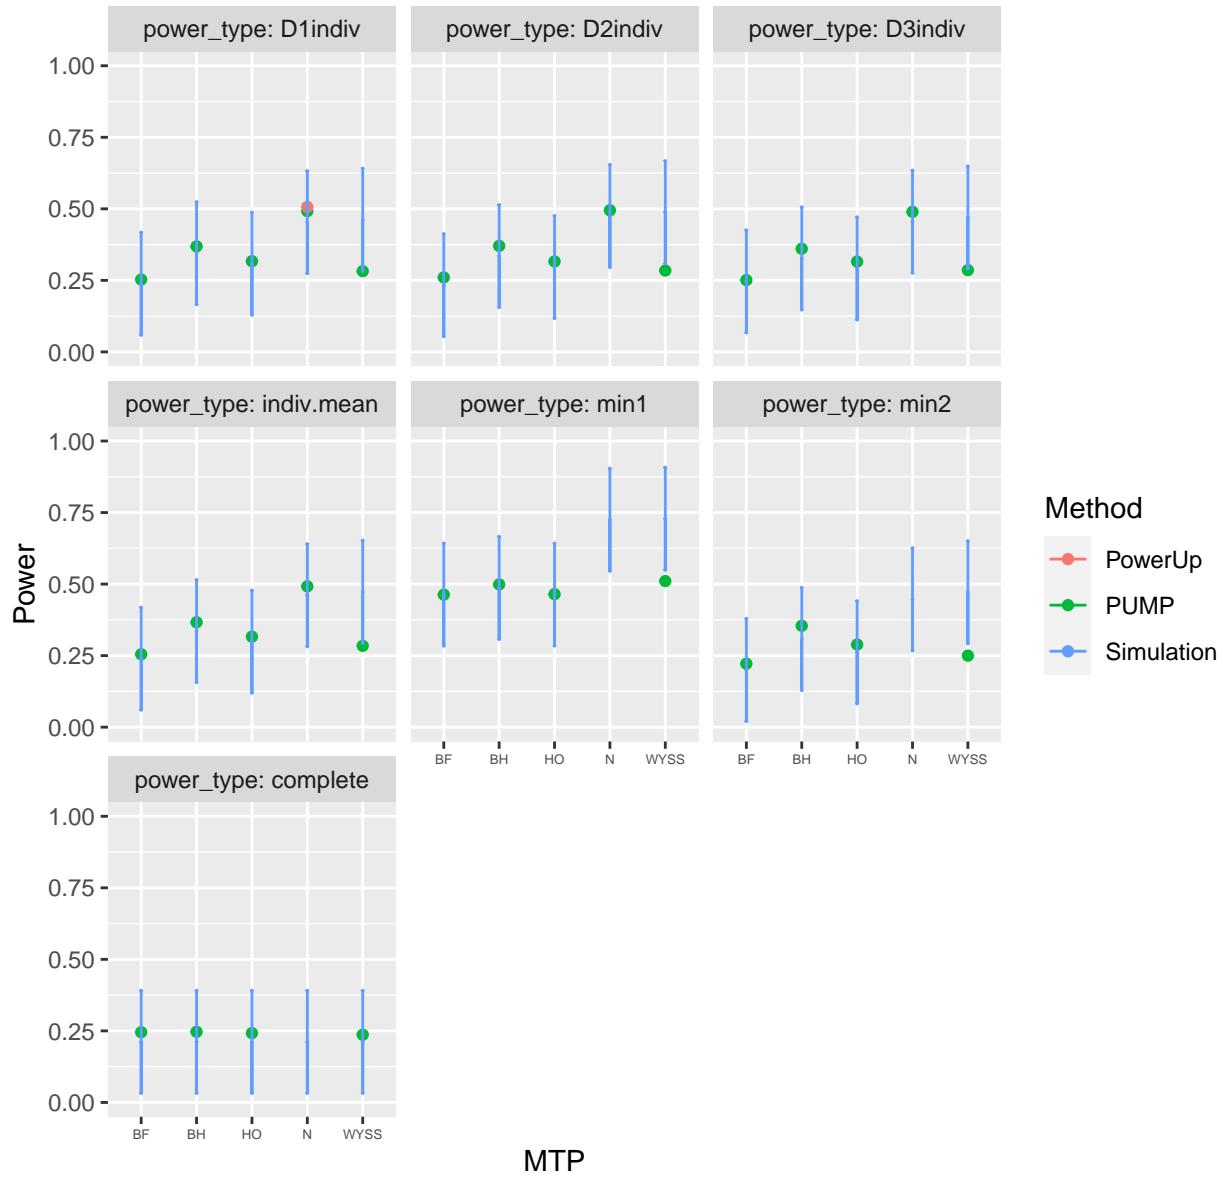 power_type: D1indiv
power_type: D2indiv
power_type: D3indiv
1.00
0.75
0.50
0.25
0.00
power_type: indiv.mean
power_type: min1
power_type: min2
1.00
0.75
0.50
0.25
0.00
BF BH HO N WYSS
BF BH HO N WYSS
power_type: complete
1.00
0.75
0.50
0.25
0.00
BF BH HO N WYSS
Power
MTP
Method
PowerUp
PUMP
Simulation